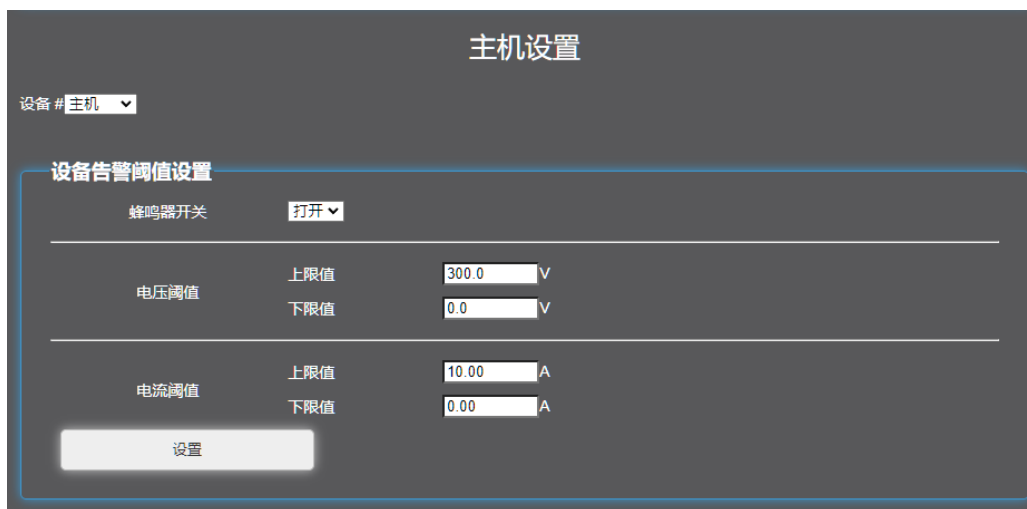 主机设置
设备 # 主机
设备告警阈值设置
蜂鸣器开关 打开
电压阈值
上限值 300.0 V
下限值 0.0 V
电流阈值
上限值 10.00 A
下限值 0.00 A
设置